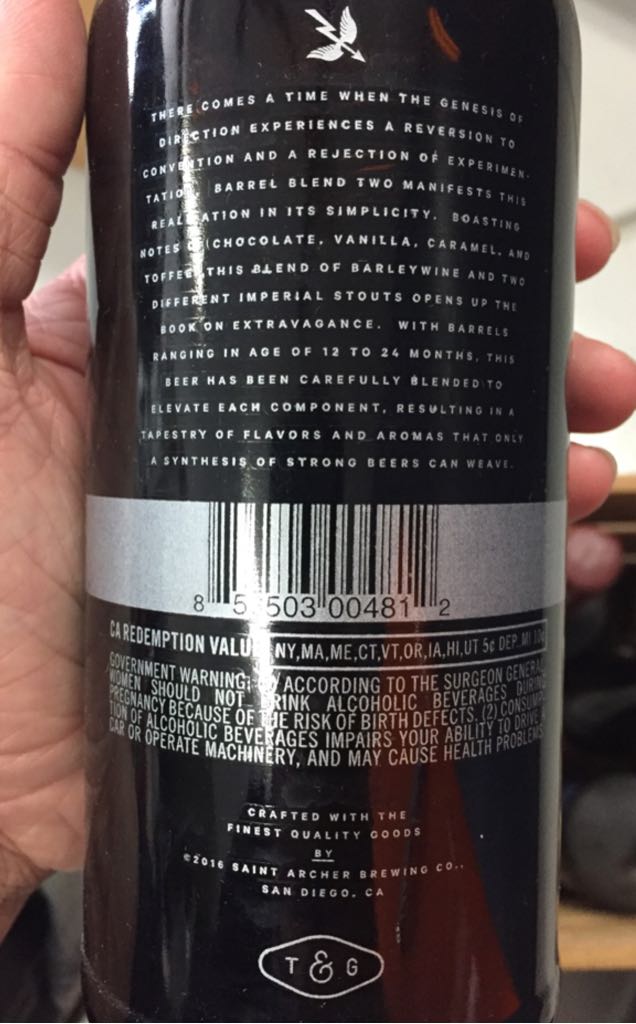 THERE COMES A TIME WHEN THE GENESIS OF
DIRECTION EXPERIENCES A REVERSION TO
CONVENTION AND A REJECTION OF EXPERIMEN-
TATION. BARREL BLEND TWO MANIFESTS THIS
REALIZATION IN ITS SIMPLICITY. BOASTING
NOTES OF CHOCOLATE, VANILLA, CARAMEL, AND
TOFFEE, THIS BLEND OF BARLEYWINE AND TWO
DIFFERENT IMPERIAL STOUTS OPENS UP THE
BOOK ON EXTRAVAGANCE. WITH BARRELS
RANGING IN AGE OF 12 TO 24 MONTHS, THIS
BEER HAS BEEN CAREFULLY BLENDED TO
ELEVATE EACH COMPONENT, RESULTING IN A
TAPESTRY OF FLAVORS AND AROMAS THAT ONLY
A SYNTHESIS OF STRONG BEERS CAN WEAVE.
8 503 00481 2
CA REDEMPTION VALUE NY,MA,ME,CT,VT,OR,IA,HI,UT 5¢ DEP. MI 10¢
GOVERNMENT WARNING: (1) ACCORDING TO THE SURGEON GENERAL
WOMEN SHOULD NOT DRINK ALCOHOLIC BEVERAGES DURING
PREGNANCY BECAUSE OF THE RISK OF BIRTH DEFECTS. (2) CONSUMP-
TION OF ALCOHOLIC BEVERAGES IMPAIRS YOUR ABILITY TO DRIVE A
CAR OR OPERATE MACHINERY, AND MAY CAUSE HEALTH PROBLEMS
CRAFTED WITH THE
FINEST QUALITY GOODS
BY
©2016 SAINT ARCHER BREWING CO.,
SAN DIEGO, CA
T & G